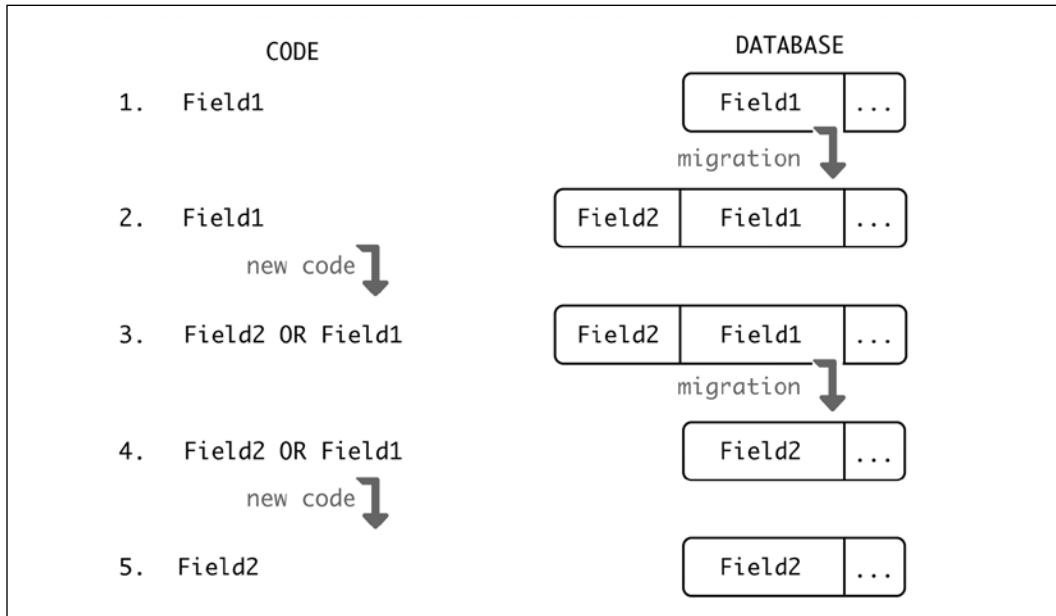 CODE DATABASE
1. Field1 Field1 ...
migration
2. Field1 Field2 Field1 ...
new code
3. Field2 OR Field1 Field2 Field1 ...
migration
4. Field2 OR Field1 Field2 ...
new code
5. Field2 Field2 ...